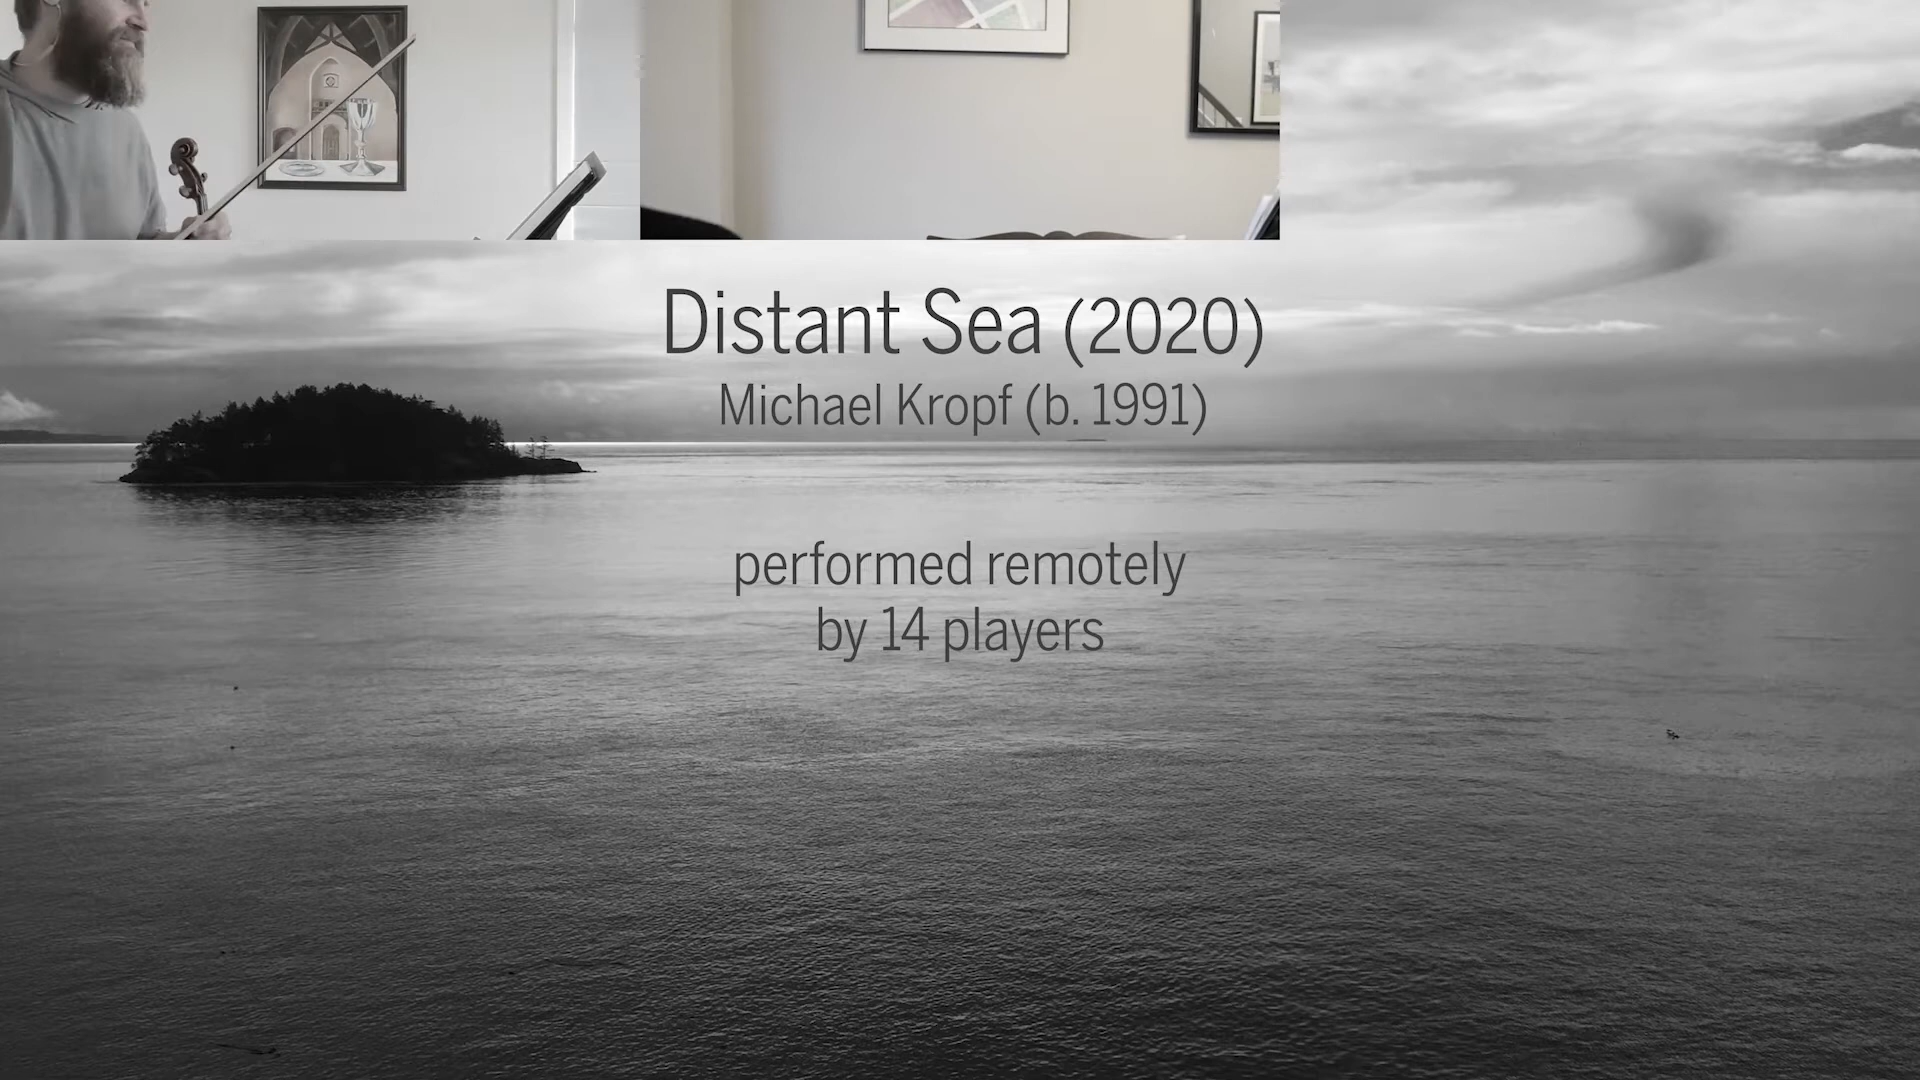 Distant Sea (2020)
Michael Kropf (b. 1991)
performed remotely
by 14 players